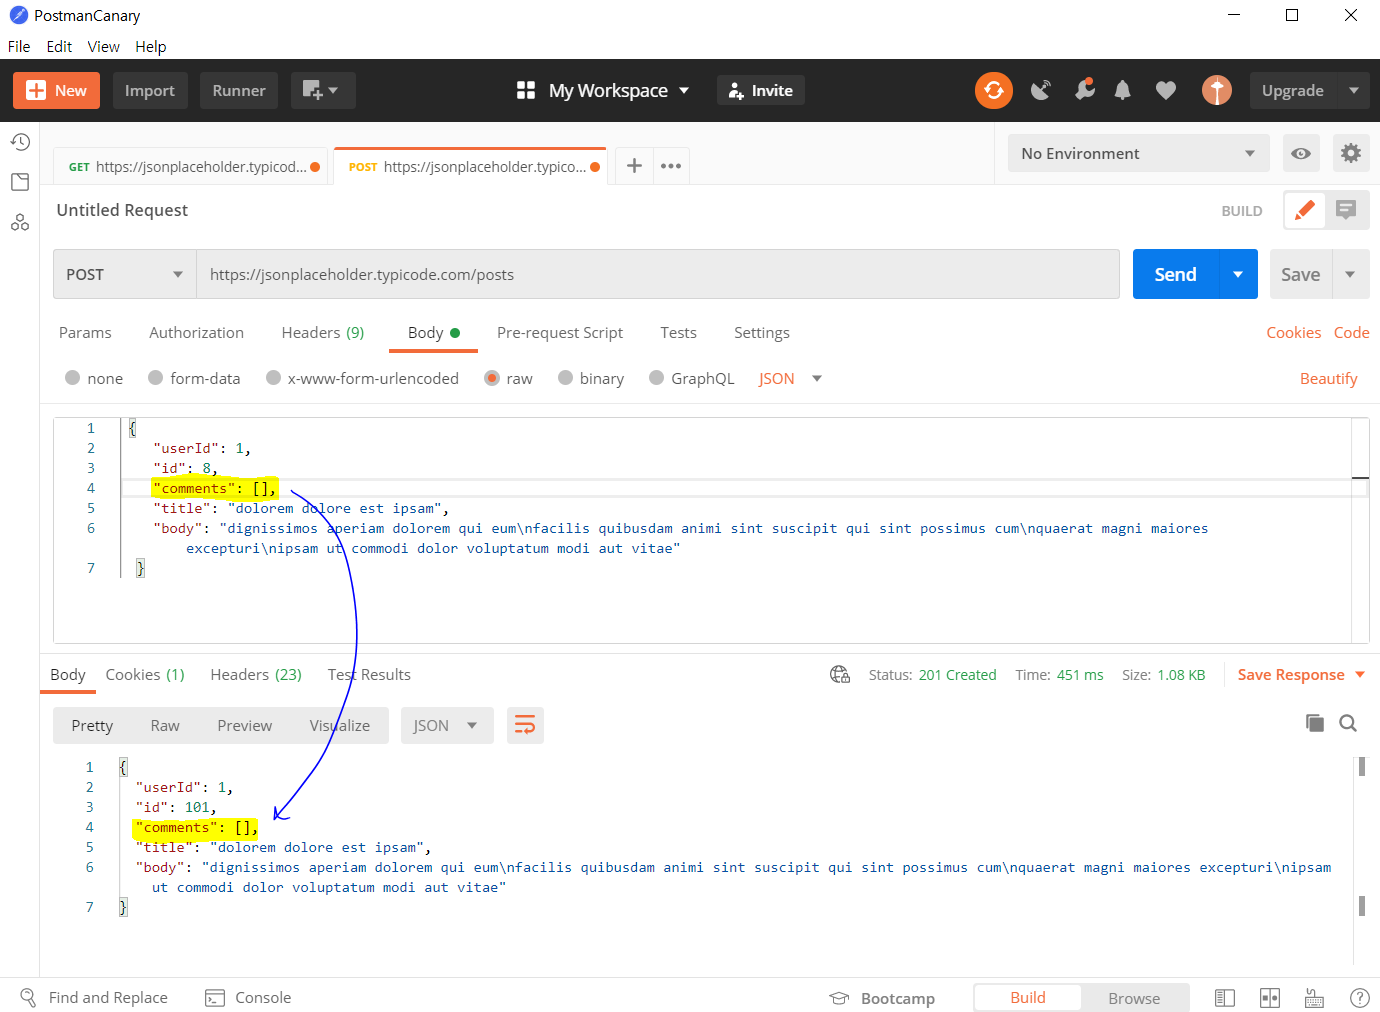 PostmanCanary
File Edit View Help
New Import Runner My Workspace Invite Upgrade
GET https://jsonplaceholder.typicod... POST https://jsonplaceholder.typico... + ••• No Environment
Untitled Request BUILD
POST https://jsonplaceholder.typicode.com/posts Send Save
Params Authorization Headers (9) Body Pre-request Script Tests Settings Cookies Code
none form-data x-www-form-urlencoded raw binary GraphQL JSON Beautify
1 {
2 "userId": 1,
3 "id": 8,
4 "comments": [],
5 "title": "dolorem dolore est ipsam",
6 "body": "dignissimos aperiam dolorem qui eum\nfacilis quibusdam animi sint suscipit qui sint possimus cum\nquaerat magni maiores
excepturi\nipsam ut commodi dolor voluptatum modi aut vitae"
7 }
Body Cookies (1) Headers (23) Test Results Status: 201 Created Time: 451 ms Size: 1.08 KB Save Response
Pretty Raw Preview Visualize JSON
1 {
2 "userId": 1,
3 "id": 101,
4 "comments": [],
5 "title": "dolorem dolore est ipsam",
6 "body": "dignissimos aperiam dolorem qui eum\nfacilis quibusdam animi sint suscipit qui sint possimus cum\nquaerat magni maiores excepturi\nipsam
ut commodi dolor voluptatum modi aut vitae"
7 }
Find and Replace Console Bootcamp Build Browse